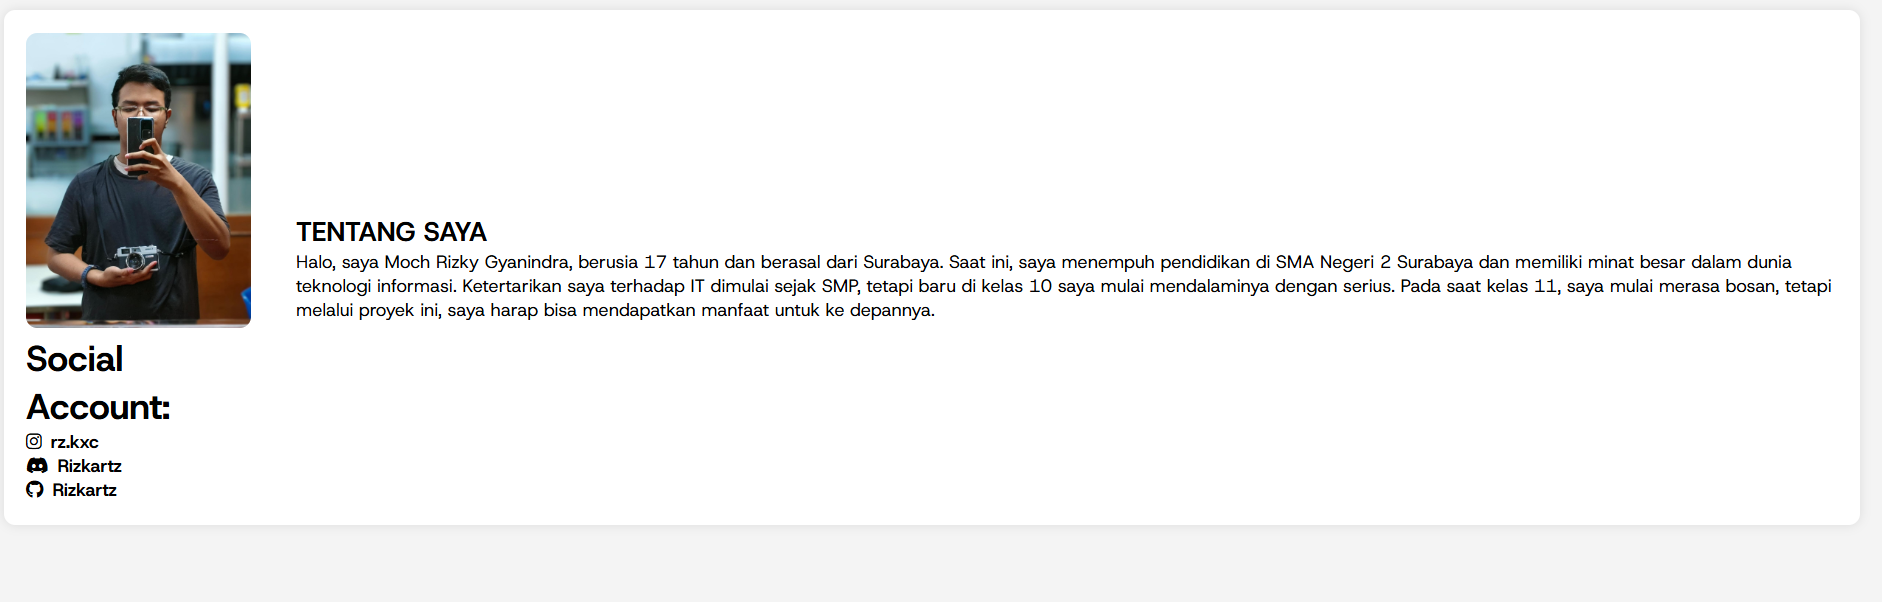 TENTANG SAYA
Halo, saya Moch Rizky Gyanindra, berusia 17 tahun dan berasal dari Surabaya. Saat ini, saya menempuh pendidikan di SMA Negeri 2 Surabaya dan memiliki minat besar dalam dunia
teknologi informasi. Ketertarikan saya terhadap IT dimulai sejak SMP, tetapi baru di kelas 10 saya mulai mendalaminya dengan serius. Pada saat kelas 11, saya mulai merasa bosan, tetapi
melalui proyek ini, saya harap bisa mendapatkan manfaat untuk ke depannya.
Social
Account:
rz.kxc
Rizkartz
Rizkartz